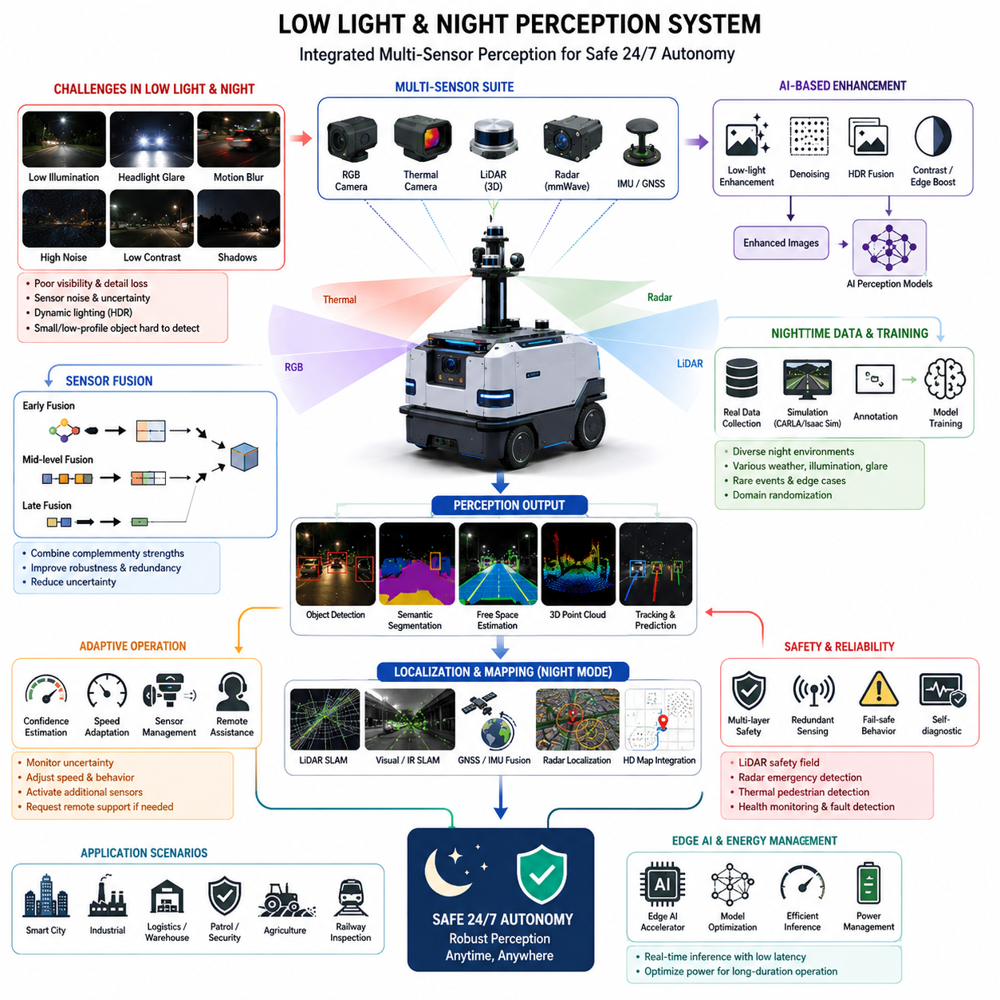 LOW LIGHT & NIGHT PERCEPTION SYSTEM
Integrated Multi-Sensor Perception for Safe 24/7 Autonomy
CHALLENGES IN LOW LIGHT & NIGHT
Low Illumination
Headlight Glare
Motion Blur
High Noise
Low Contrast
Shadows
• Poor visibility & detail loss
• Sensor noise & uncertainty
• Dynamic lighting (HDR)
• Small/low-profile object hard to detect
MULTI-SENSOR SUITE
RGB
Camera
Thermal
Camera
LiDAR
(3D)
Radar
(mmWave)
IMU / GNSS
AI-BASED ENHANCEMENT
Low-light
Enhancement
Denoising
HDR Fusion
Contrast /
Edge Boost
Enhanced Images
AI Perception Models
Thermal
RGB
Radar
LiDAR
NIGHTTIME DATA & TRAINING
Real Data
Collection
Simulation
(CARLA/Isaac Sim)
Annotation
Model
Training
• Diverse night environments
• Various weather, illumination, glare
• Rare events & edge cases
• Domain randomization
SENSOR FUSION
Early Fusion
Mid-level Fusion
Late Fusion
• Combine complemmenty strengths
• Improve robustness & redundancy
• Reduce uncertainty
PERCEPTION OUTPUT
Object Detection
Semantic
Segmentation
Free Space
Estimation
3D Point Cloud
Tracking &
Prediction
ADAPTIVE OPERATION
Confidence
Estimation
Speed
Adaptation
Sensor
Management
Remote
Assistance
• Monitor uncertainty
• Adjust speed & behavior
• Activate additional sensors
• Request remote support if needed
LOCALIZATION & MAPPING (NIGHT MODE)
LiDAR SLAM
Visual / IR SLAM
GNSS / IMU Fusion
Radar Localization
HD Map Integration
SAFETY & RELIABILITY
Multi-layer
Safety
Redundant
Sensing
Fail-safe
Behavior
Self-
diagnostic
• LiDAR safety field
• Radar emergency detection
• Thermal pedestrian detection
• Health monitoring & fault detection
APPLICATION SCENARIOS
Smart City
Industrial
Logistics /
Warehouse
Patrol /
Security
Agriculture
Railway
Inspection
SAFE 24/7 AUTONOMY
Robust Perception
Anytime, Anywhere
EDGE AI & ENERGY MANAGEMENT
AI
Edge AI
Accelerator
Model
Optimization
Efficient
Inference
Power
Management
• Real-time inference with low latency
• Optimize power for long-duration operation